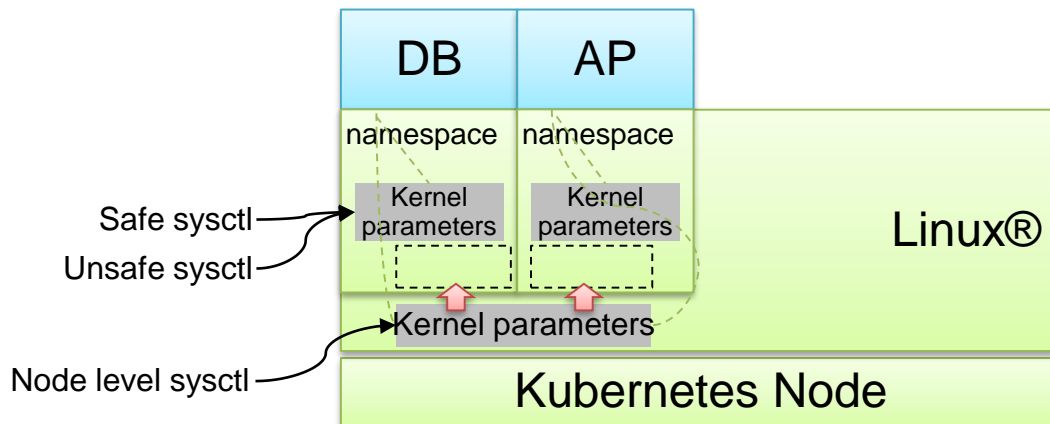 DB
AP
namespace
namespace
Kernel
parameters
Kernel
parameters
Safe sysctl
Unsafe sysctl
Linux®
Kernel parameters
Node level sysctl
Kubernetes Node